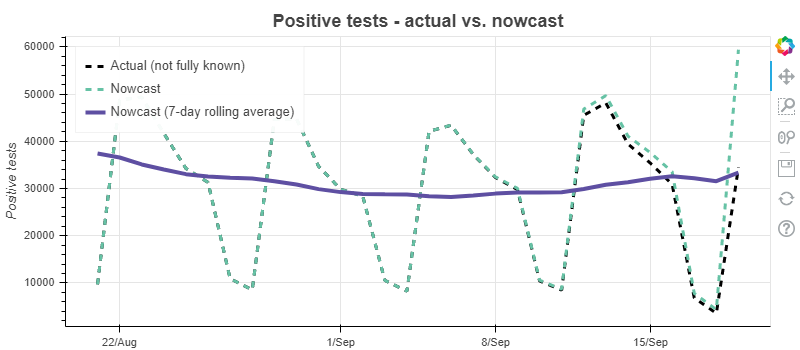 Positive tests - actual vs. nowcast
Positive tests
60000
50000
40000
30000
20000
10000
Actual (not fully known)
Nowcast
Nowcast (7-day rolling average)
22/Aug
1/Sep
8/Sep
15/Sep